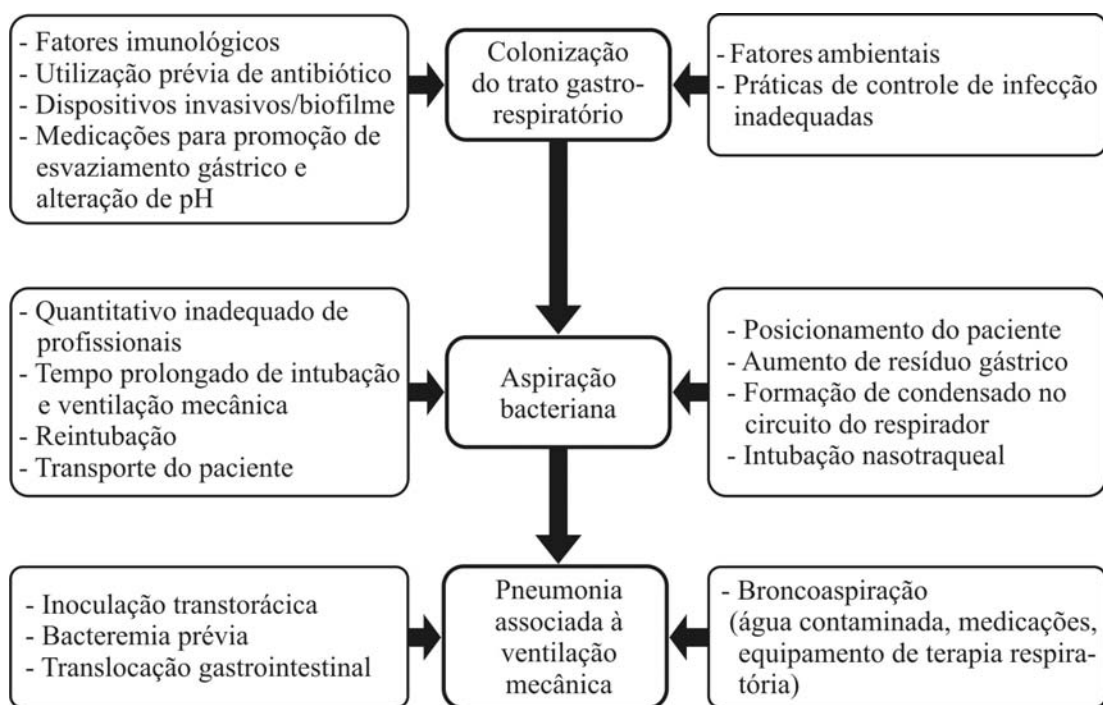 - Fatores imunológicos
- Utilização prévia de antibiótico
- Dispositivos invasivos/biofilme
- Medicações para promoção de
esvaziamento gástrico e
alteração de pH
Colonização
do trato gastro-
respiratório
- Fatores ambientais
- Práticas de controle de infecção
inadequadas
- Quantitativo inadequado de
profissionais
- Tempo prolongado de intubação
e ventilação mecânica
- Reintubação
- Transporte do paciente
Aspiração
bacteriana
- Posicionamento do paciente
- Aumento de resíduo gástrico
- Formação de condensado no
circuito do respirador
- Intubação nasotraqueal
- Inoculação transtorácica
- Bacteremia prévia
- Translocação gastrointestinal
Pneumonia
associada à
ventilação
mecânica
- Broncoaspiração
(água contaminada, medicações,
equipamento de terapia respira-
tória)